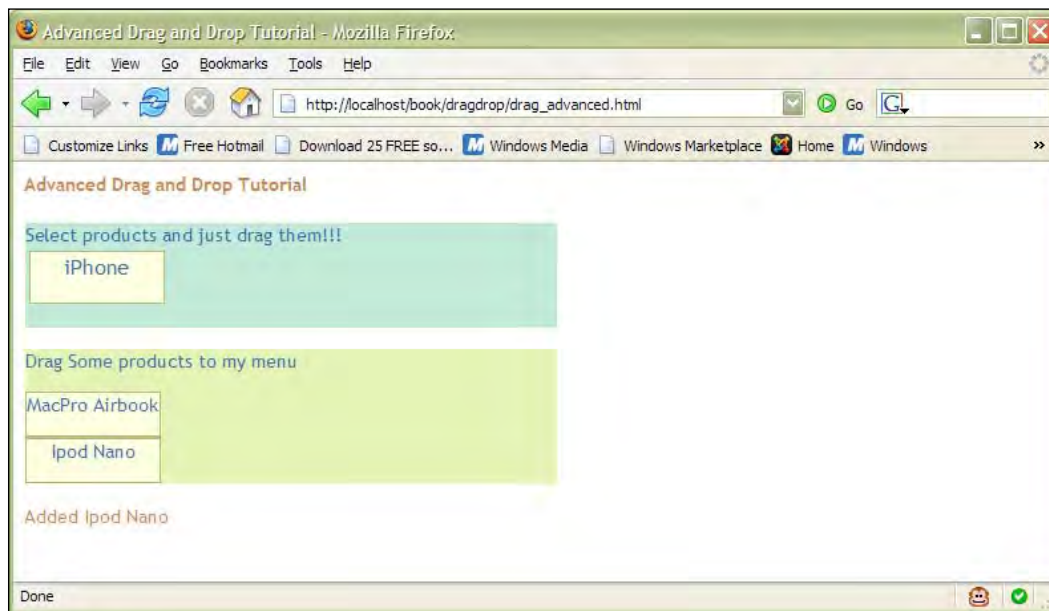 Advanced Drag and Drop Tutorial - Mozilla Firefox
File Edit View Go Bookmarks Tools Help
http://localhost/book/dragdrop/drag_advanced.html Go G
Customize Links Free Hotmail Download 25 FREE so... Windows Media Windows Marketplace Home Windows »
Advanced Drag and Drop Tutorial
Select products and just drag them!!!
iPhone
Drag Some products to my menu
MacPro Airbook
Ipod Nano
Added Ipod Nano
Done